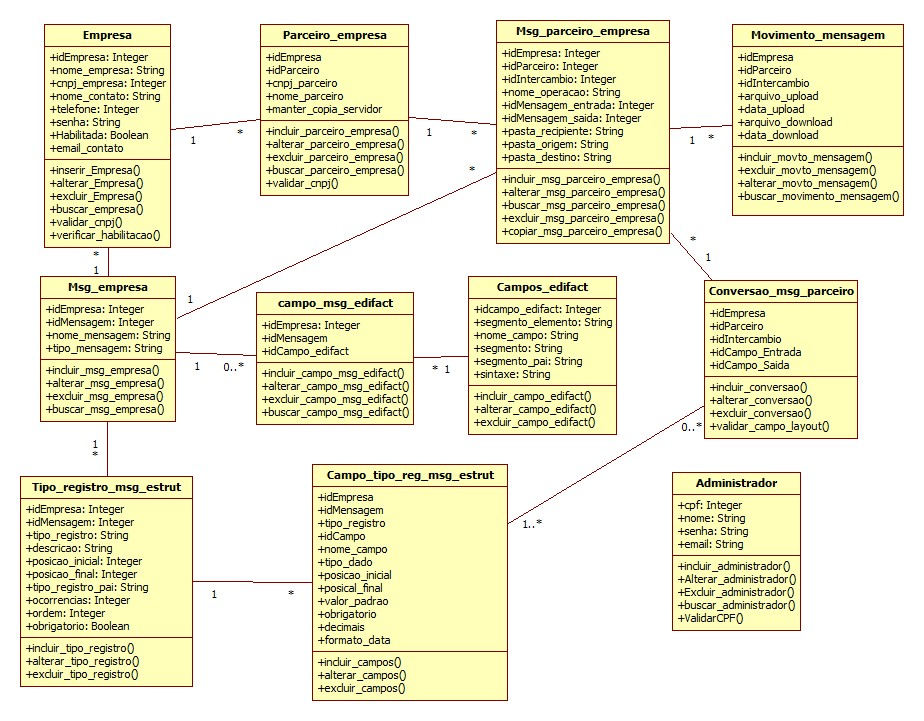 Empresa
+idEmpresa: Integer
+nome_empresa: String
+cnpj_empresa: Integer
+nome_contato: String
+telefone: Integer
+senha: String
+Habilitada: Boolean
+email_contato
+inserir_Empresa()
+alterar_Empresa()
+excluir_Empresa()
+buscar_empresa()
+validar_cnpj()
+verificar_habilitacao()
1
*
Parceiro_empresa
+idEmpresa
+idParceiro
+cnpj_parceiro
+nome_parceiro
+manter_copia_servidor
+incluir_parceiro_empresa()
+alterar_parceiro_empresa()
+excluir_parceiro_empresa()
+buscar_parceiro_empresa()
+validar_cnpj()
1
*
Msg_parceiro_empresa
+idEmpresa: Integer
+idParceiro: Integer
+idIntercambio: Integer
+nome_operacao: String
+idMensagem_entrada: Integer
+idMensagem_saida: Integer
+pasta_recipiente: String
+pasta_origem: String
+pasta_destino: String
+incluir_msg_parceiro_empresa()
+alterar_msg_parceiro_empresa()
+buscar_msg_parceiro_empresa()
+excluir_msg_parceiro_empresa()
+copiar_msg_parceiro_empresa()
1
*
Movimento_mensagem
+idEmpresa
+idParceiro
+idIntercambio
+arquivo_upload
+data_upload
+arquivo_download
+data_download
+incluir_movto_mensagem()
+excluir_movto_mensagem()
+alterar_movto_mensagem()
+buscar_movimento_mensagem()
*
1
*
1
*
1
Msg_empresa
+idEmpresa: Integer
+idMensagem: Integer
+nome_mensagem: String
+tipo_mensagem: String
+incluir_msg_empresa()
+alterar_msg_empresa()
+excluir_msg_empresa()
+buscar_msg_empresa()
1
0..*
campo_msg_edifact
+idEmpresa: Integer
+idMensagem
+idCampo_edifact
+incluir_campo_msg_edifact()
+alterar_campo_msg_edifact()
+excluir_campo_msg_edifact()
+buscar_campo_msg_edifact()
*
1
Campos_edifact
+idcampo_edifact: Integer
+segmento_elemento: String
+nome_campo: String
+segmento: String
+segmento_pai: String
+sintaxe: String
+incluir_campo_edifact()
+alterar_campo_edifact()
+excluir_campo_edifact()
Conversao_msg_parceiro
+idEmpresa
+idParceiro
+idIntercambio
+idCampo_Entrada
+idCampo_Saida
+incluir_conversao()
+alterar_conversao()
+excluir_conversao()
+validar_campo_layout()
0..*
1..*
1
*
Tipo_registro_msg_estrut
+idEmpresa: Integer
+idMensagem: Integer
+tipo_registro: String
+descricao: String
+posicao_inicial: Integer
+posicao_final: Integer
+tipo_registro_pai: String
+ocorrencias: Integer
+ordem: Integer
+obrigatorio: Boolean
+incluir_tipo_registro()
+alterar_tipo_registro()
+excluir_tipo_registro()
1
*
Campo_tipo_reg_msg_estrut
+idEmpresa
+idMensagem
+tipo_registro
+idCampo
+nome_campo
+tipo_dado
+posicao_inicial
+posical_final
+valor_padrao
+obrigatorio
+decimais
+formato_data
+incluir_campos()
+alterar_campos()
+excluir_campos()
Administrador
+cpf: Integer
+nome: String
+senha: String
+email: String
+incluir_administrador()
+Alterar_administrador()
+Excluir_administrador()
+buscar_administrador()
+ValidarCPF()